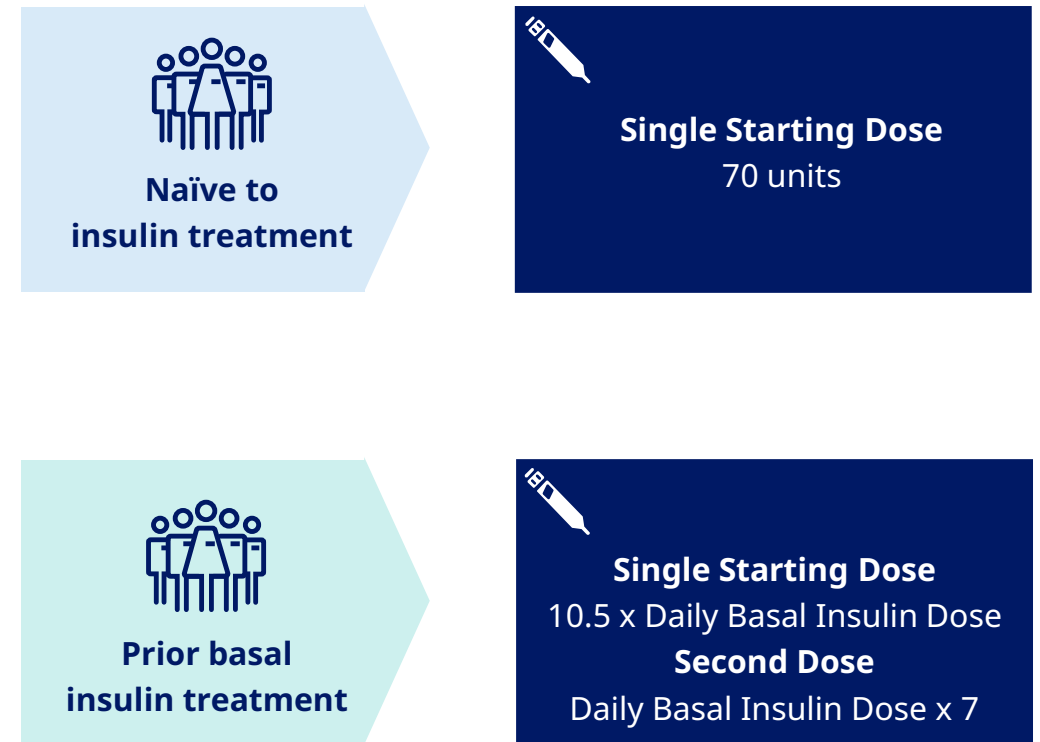 Naïve to
insulin treatment
Single Starting Dose
70 units
Prior basal
insulin treatment
Single Starting Dose
10.5 x Daily Basal Insulin Dose
Second Dose
Daily Basal Insulin Dose x 7